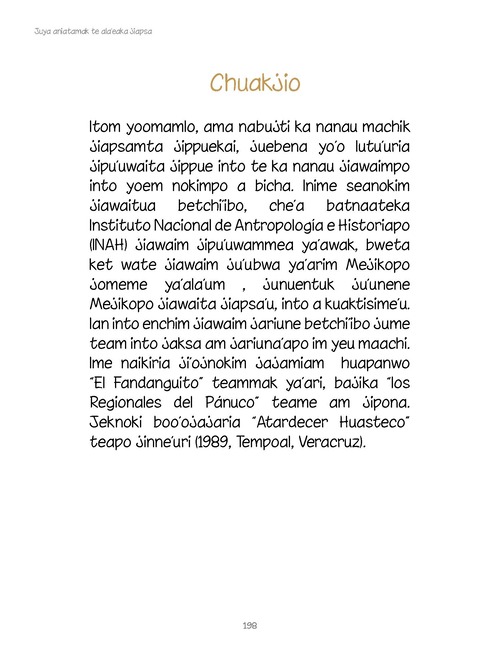 Juya aniatamak te ala'eaka jiapsa
Chuakjio
Itom yoomamlo, ama nabujti ka nanau machik
jiapsamta jippuekai, juebena yo'o lutu'uria
jipu'uwaita jippue into te ka nanau jiawaimpo
into yoem nokimpo a bicha. Inime seanokim
jiawaitua betchi'ibo, che'a batnaateka
Instituto Nacional de Antropología e Historiapo
(INAH) jiawaim jipu'uwammea ya'awak, bweta
ket wate jiawaim ju'ubwa ya'arim Mejikopo
jomeme ya'ala'um , junuentuk ju'unene
Mejikopo jiawaita jiapsa'u, into a kuaktisime'u.
Ian into enchim jiawaim jariune betchi'ibo jume
team into jaksa am jariuna'apo im yeu maachi.
Ime naikiria ji'ojnokim jajamiam huapanwo
"El Fandanguito" teammak ya'ari, bajika "los
Regionales del Pánuco" teame am jipona.
Jeknoki boo'ojajaria "Atardecer Huasteco"
teapo jinne'uri (1989, Tempoal, Veracruz).
198